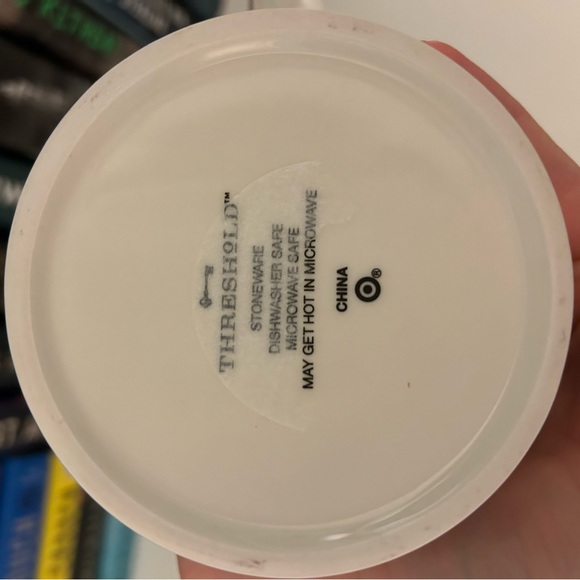 THRESHOLD™
STONEWARE
DISHWASHER SAFE
MICROWAVE SAFE
MAY GET HOT IN MICROWAVE
CHINA
®